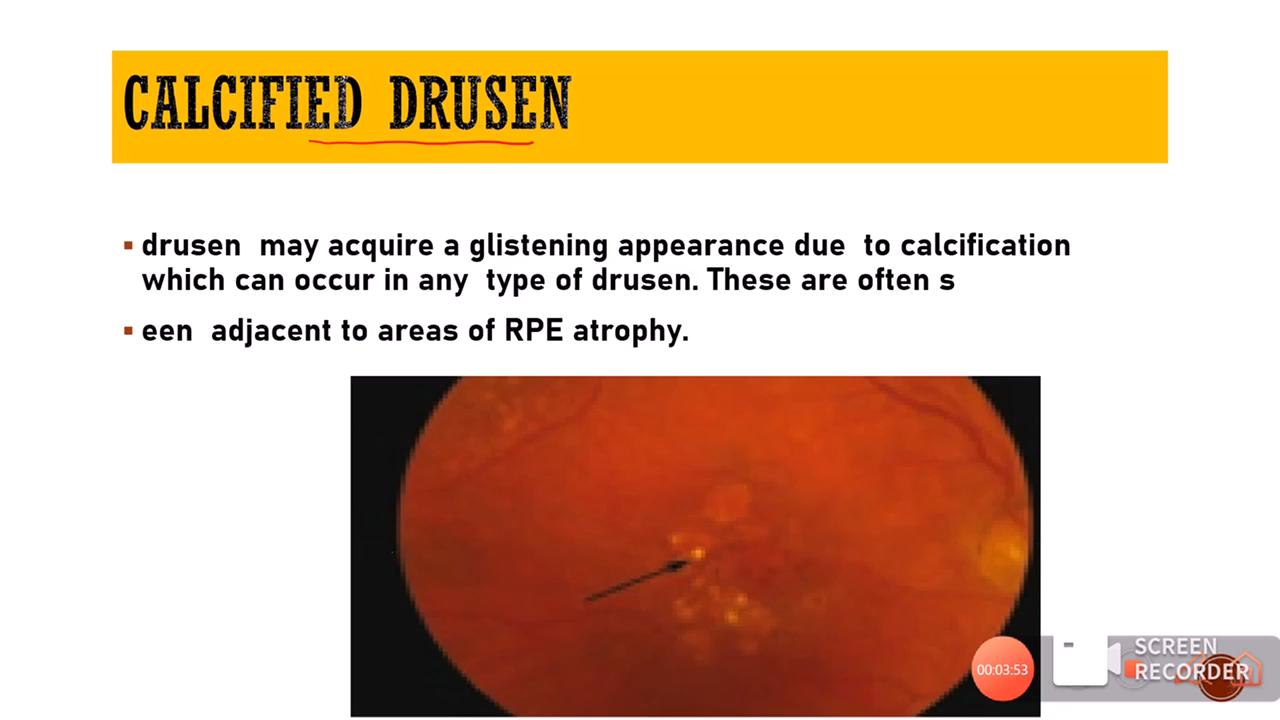 CALCIFIED DRUSEN
▪ drusen may acquire a glistening appearance due to calcification
which can occur in any type of drusen. These are often s
▪ een adjacent to areas of RPE atrophy.
00:03:53
SCREEN
RECORDER